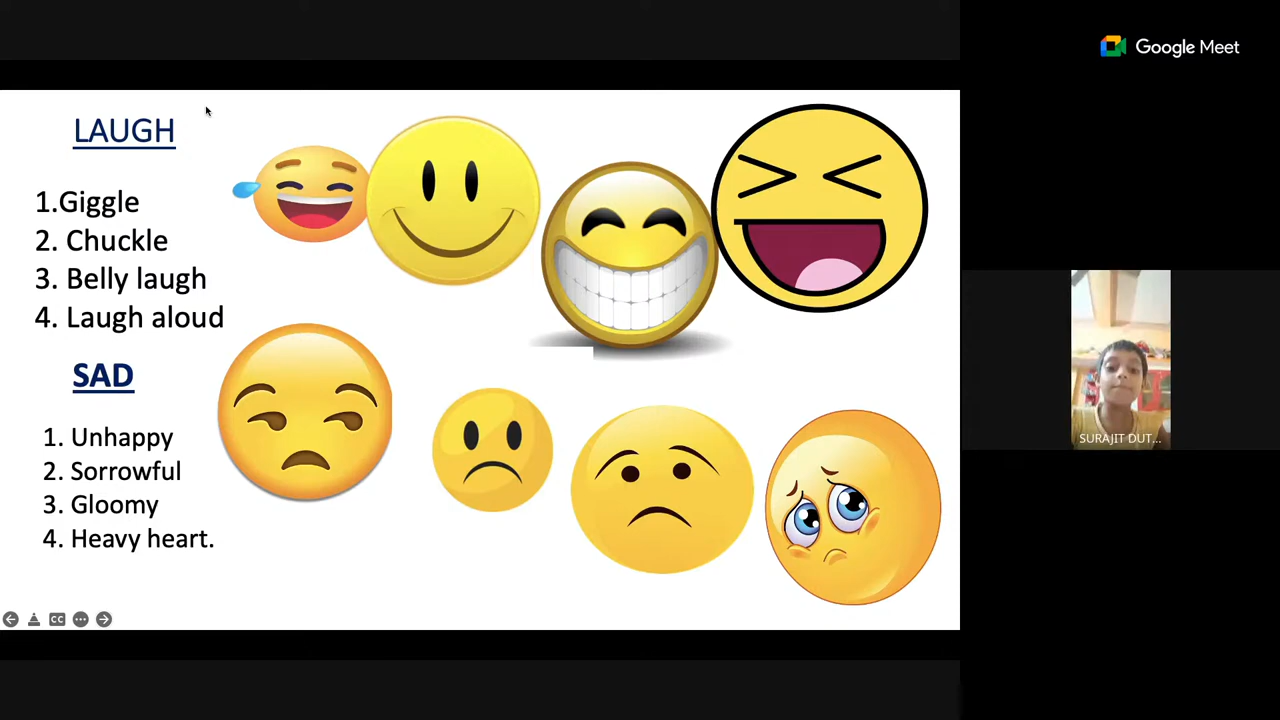 Google Meet
LAUGH
1.Giggle
2. Chuckle
3. Belly laugh
4. Laugh aloud
SAD
1. Unhappy
2. Sorrowful
3. Gloomy
4. Heavy heart.
SURAJIT DUT...
CC